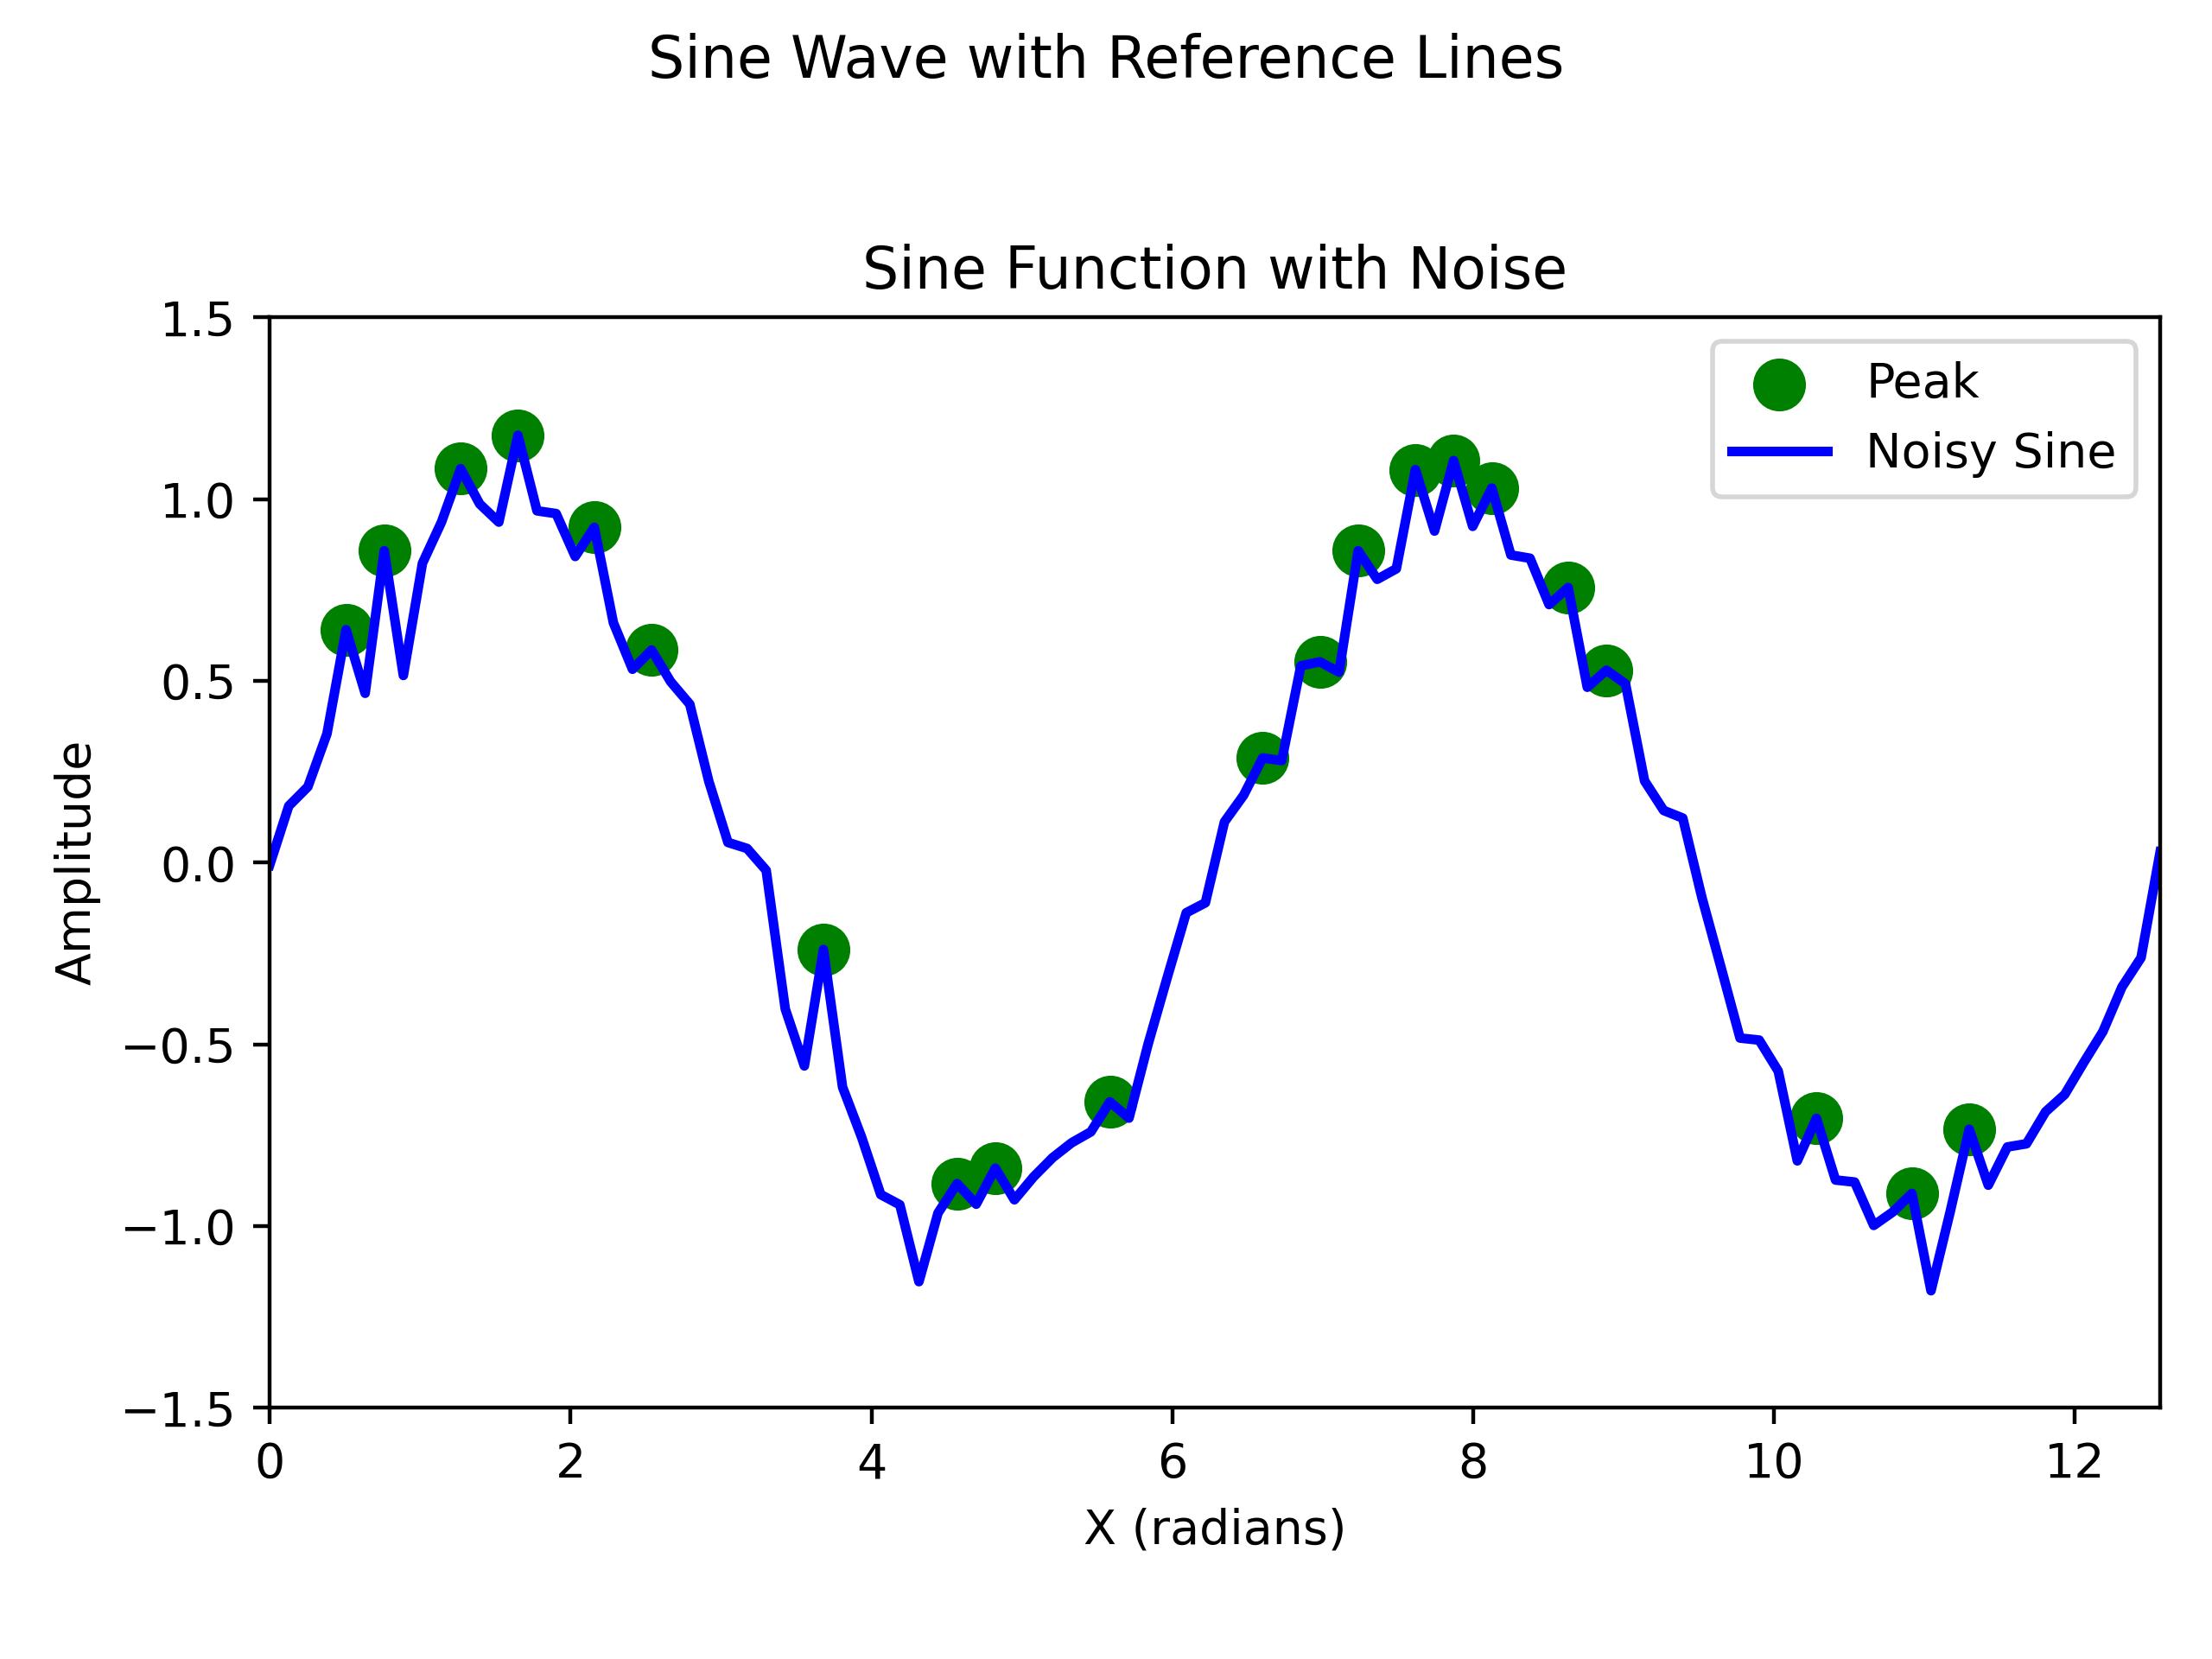 Sine Wave with Reference Lines
Sine Function with Noise
Peak
Noisy Sine
Amplitude
1.5
1.0
0.5
0.0
−0.5
−1.0
−1.5
0 2 4 6 8 10 12
X (radians)